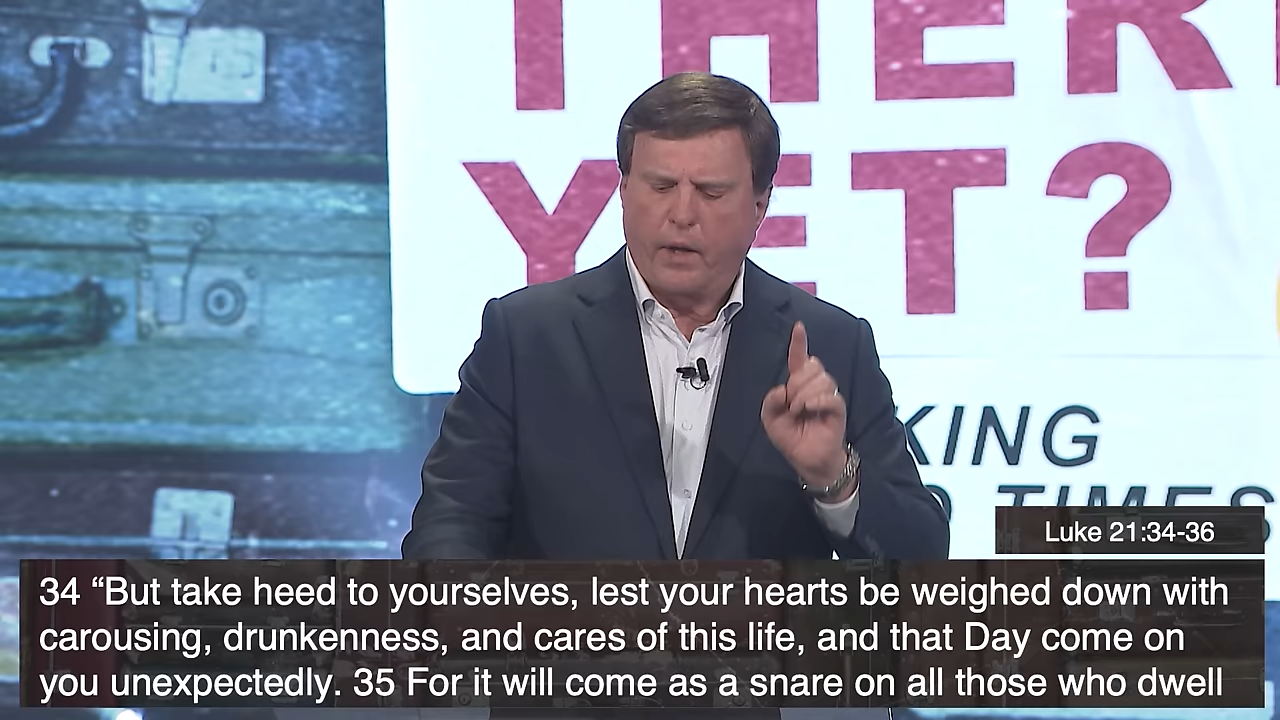 YET?
KING
TIMES
Luke 21:34-36
34 “But take heed to yourselves, lest your hearts be weighed down with
carousing, drunkenness, and cares of this life, and that Day come on
you unexpectedly. 35 For it will come as a snare on all those who dwell